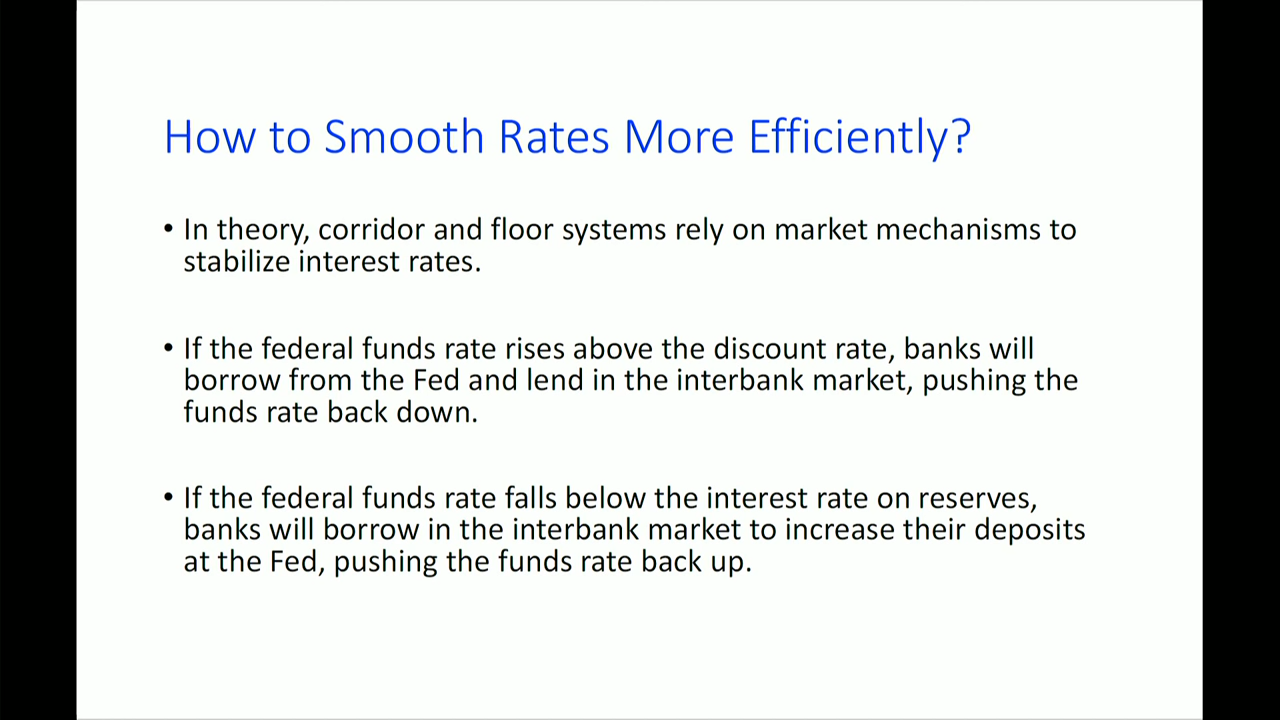 How to Smooth Rates More Efficiently?
• In theory, corridor and floor systems rely on market mechanisms to
stabilize interest rates.
• If the federal funds rate rises above the discount rate, banks will
borrow from the Fed and lend in the interbank market, pushing the
funds rate back down.
• If the federal funds rate falls below the interest rate on reserves,
banks will borrow in the interbank market to increase their deposits
at the Fed, pushing the funds rate back up.